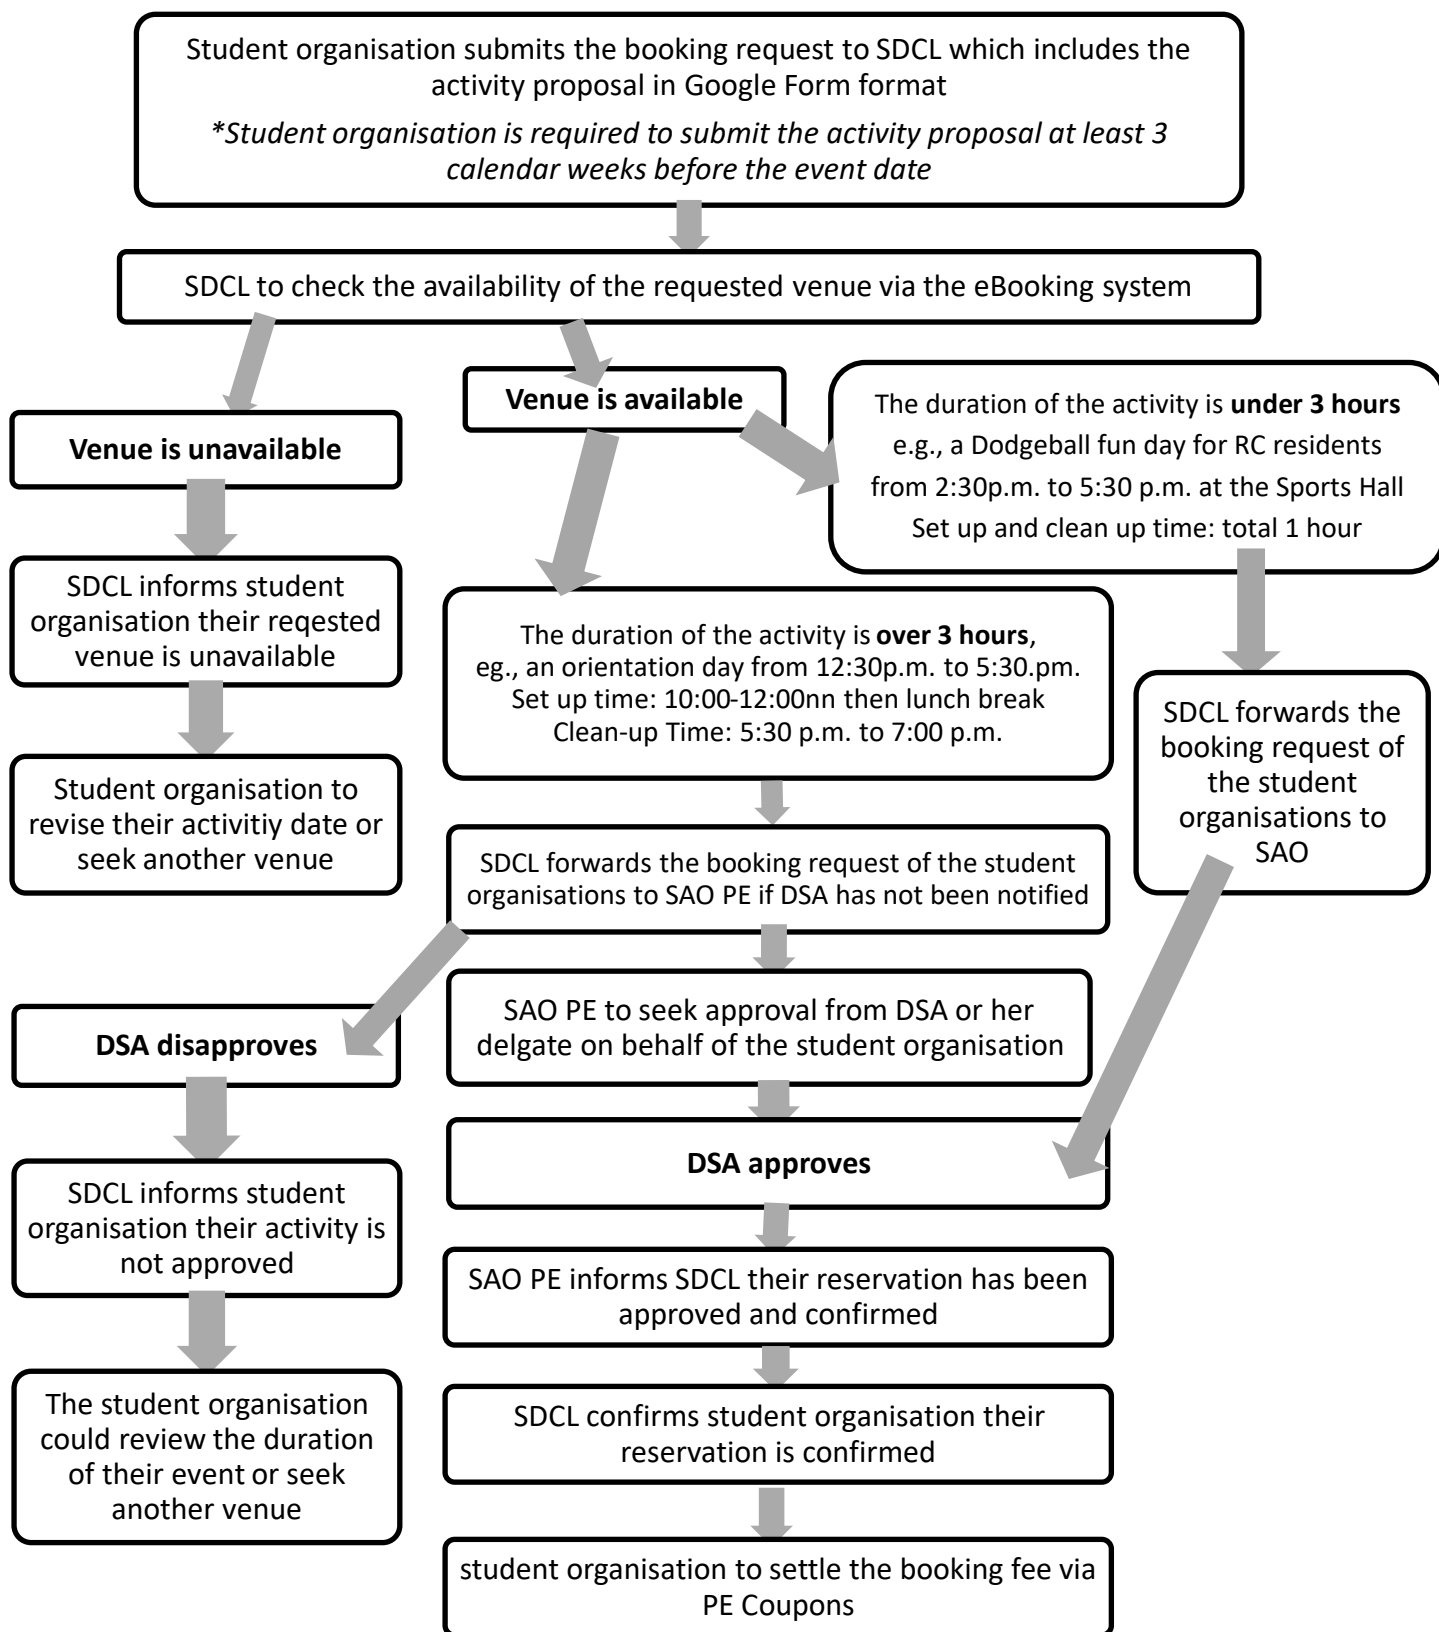 Student organisation submits the booking request to SDCL which includes the
activity proposal in Google Form format
*Student organisation is required to submit the activity proposal at least 3
calendar weeks before the event date
SDCL to check the availability of the requested venue via the eBooking system
Venue is unavailable
SDCL informs student
organisation their reqested
venue is unavailable
Student organisation to
revise their activitiy date or
seek another venue
Venue is available
The duration of the activity is under 3 hours
e.g., a Dodgeball fun day for RC residents
from 2:30p.m. to 5:30 p.m. at the Sports Hall
Set up and clean up time: total 1 hour
The duration of the activity is over 3 hours,
eg., an orientation day from 12:30p.m. to 5:30.pm.
Set up time: 10:00-12:00nn then lunch break
Clean-up Time: 5:30 p.m. to 7:00 p.m.
SDCL forwards the
booking request of
the student
organisations to
SAO
SDCL forwards the booking request of the student
organisations to SAO PE if DSA has not been notified
SAO PE to seek approval from DSA or her
delgate on behalf of the student organisation
DSA disapproves
SDCL informs student
organisation their activity is
not approved
The student organisation
could review the duration
of their event or seek
another venue
DSA approves
SAO PE informs SDCL their reservation has been
approved and confirmed
SDCL confirms student organisation their
reservation is confirmed
student organisation to settle the booking fee via
PE Coupons